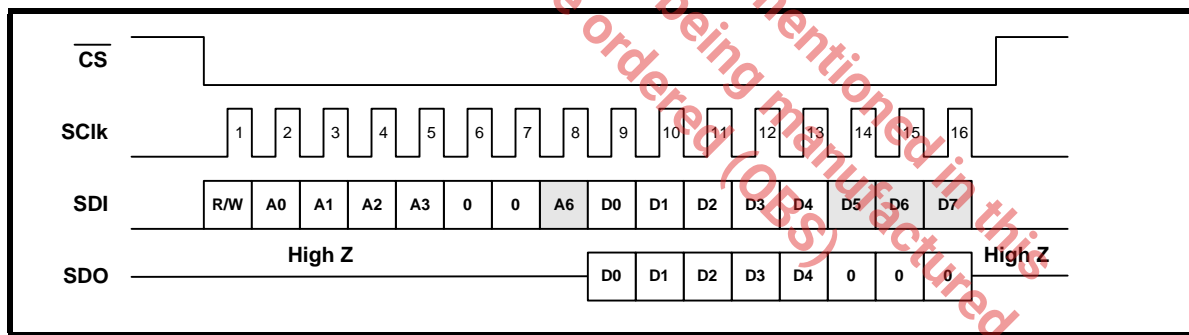 mentioned in this
being manufactured
e ordered (OBS)
CS
SClk 1 2 3 4 5 6 7 8 9 10 11 12 13 14 15 16
SDI R/W A0 A1 A2 A3 0 0 A6 D0 D1 D2 D3 D4 D5 D6 D7
High Z High Z
SDO D0 D1 D2 D3 D4 0 0 0